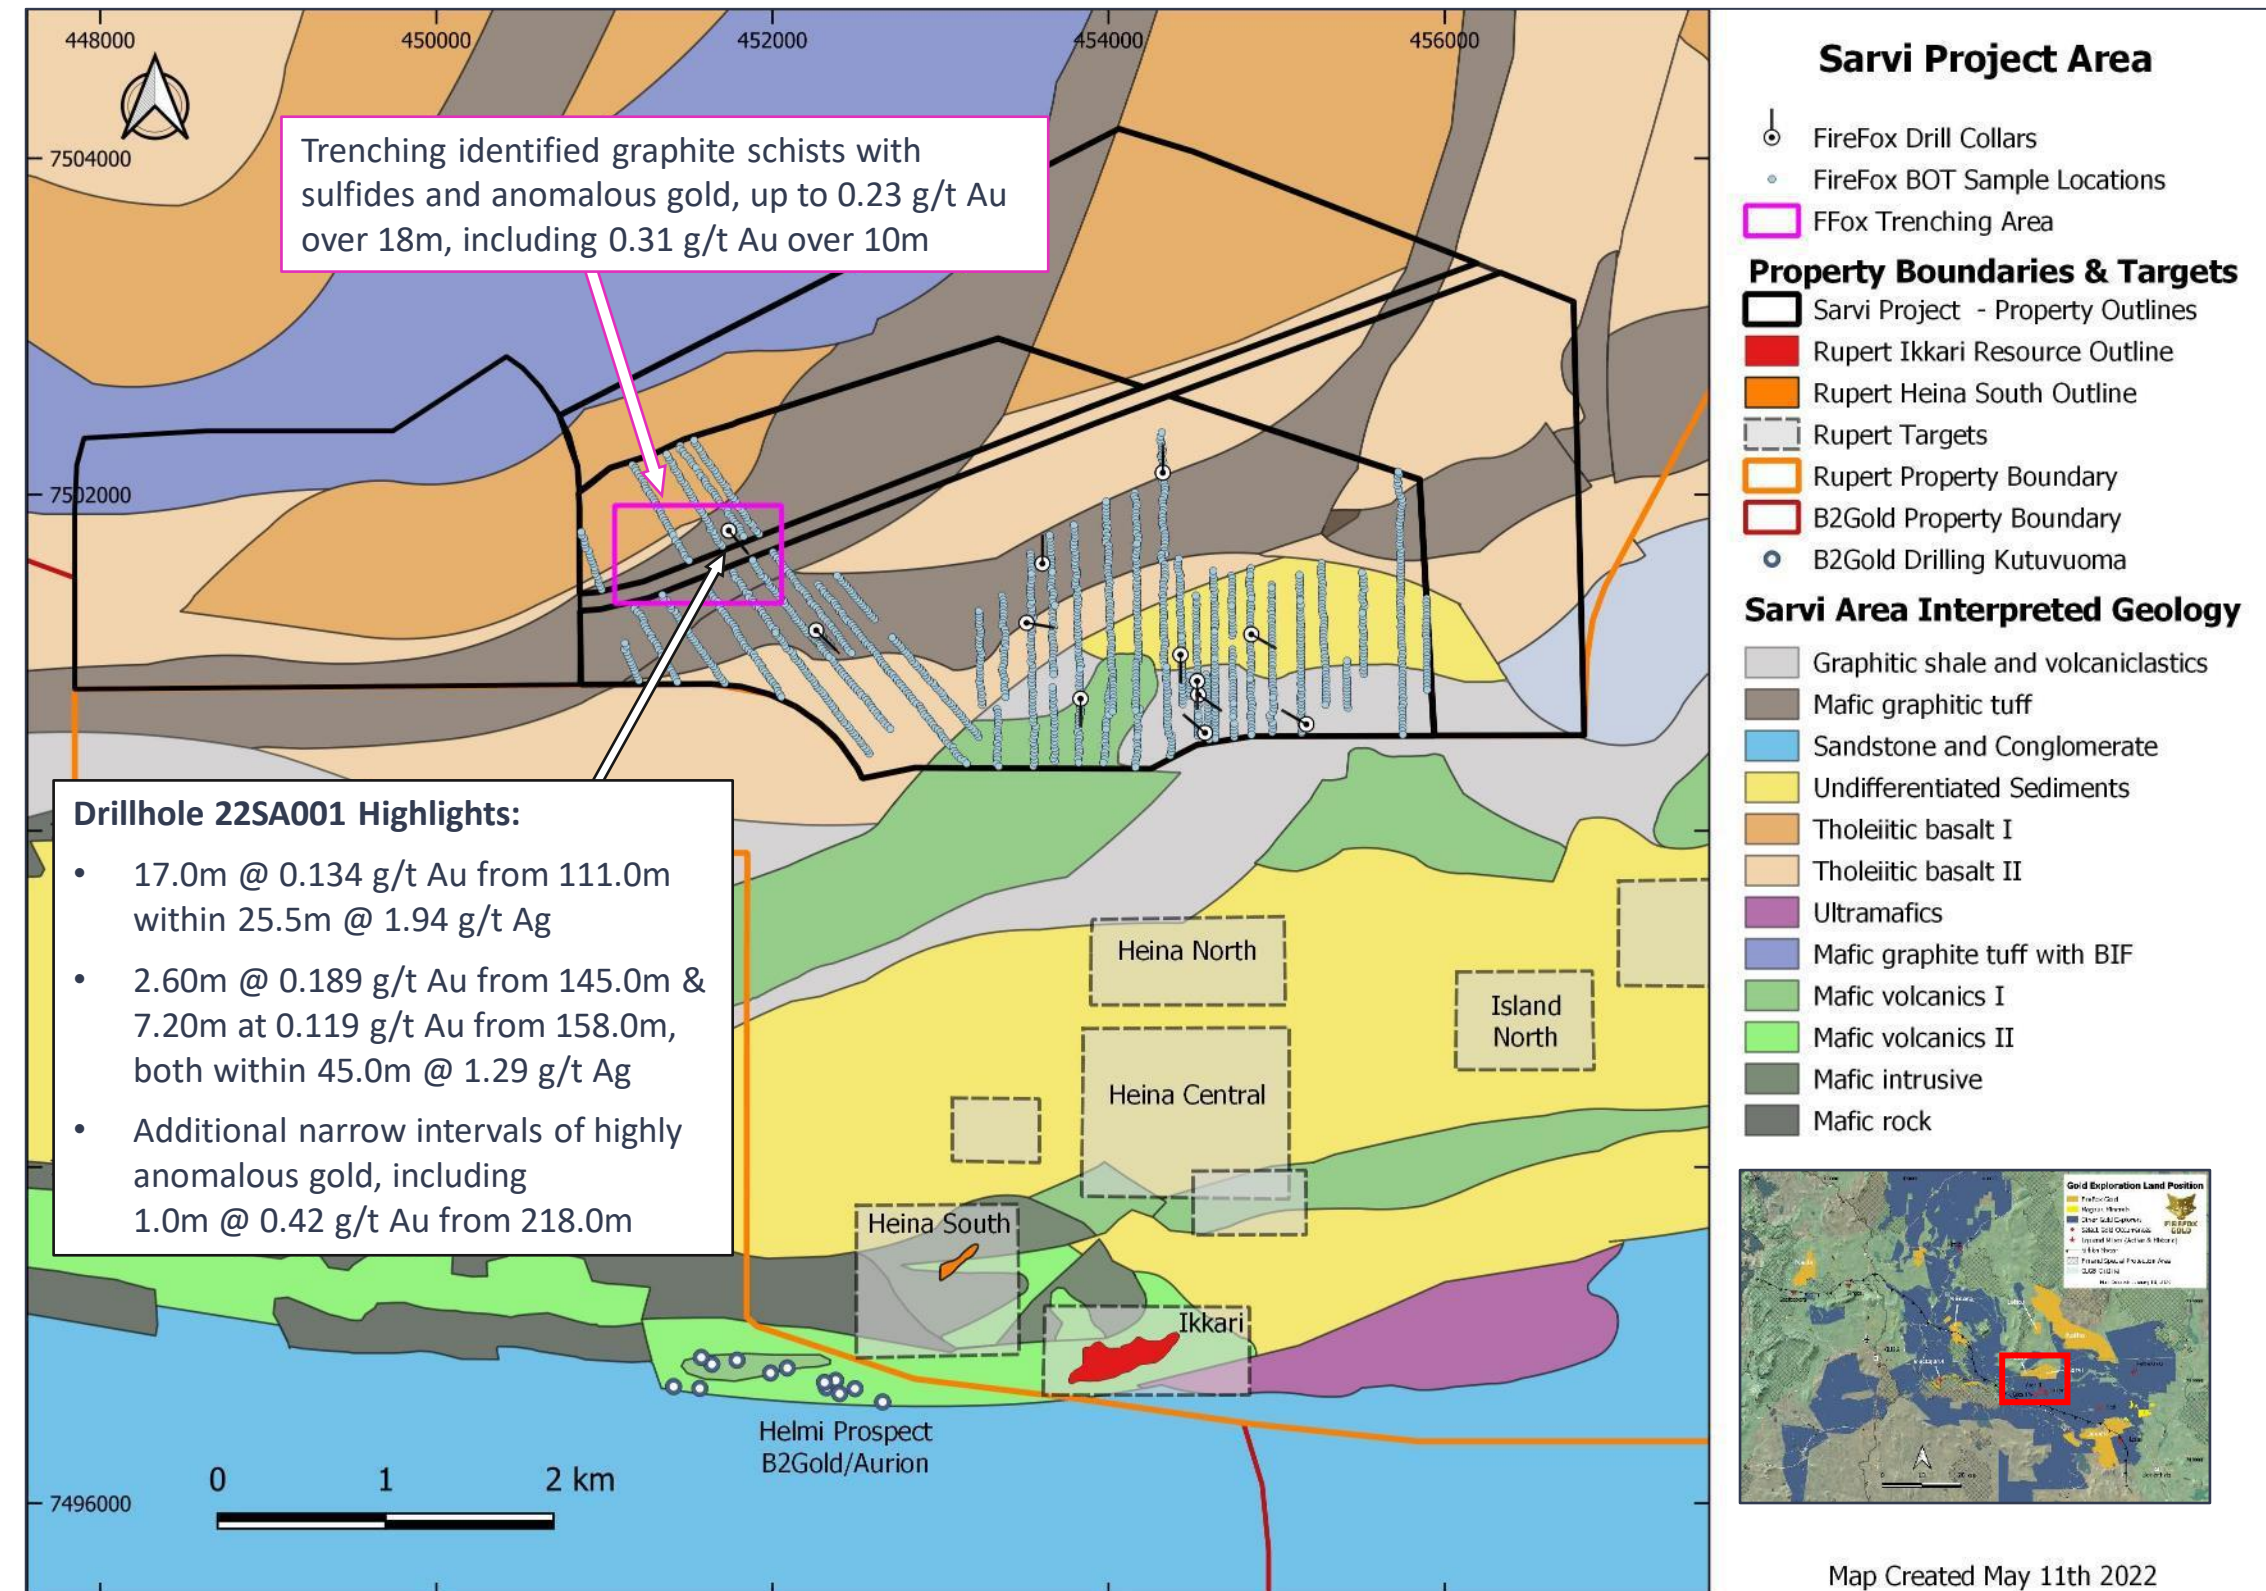 448000
450000
452000
454000
456000
7504000
7502000
7496000
Trenching identified graphite schists with
sulfides and anomalous gold, up to 0.23 g/t Au
over 18m, including 0.31 g/t Au over 10m
Drillhole 22SA001 Highlights:
• 17.0m @ 0.134 g/t Au from 111.0m
within 25.5m @ 1.94 g/t Ag
• 2.60m @ 0.189 g/t Au from 145.0m &
7.20m at 0.119 g/t Au from 158.0m,
both within 45.0m @ 1.29 g/t Ag
• Additional narrow intervals of highly
anomalous gold, including
1.0m @ 0.42 g/t Au from 218.0m
Heina North
Island
North
Heina Central
Heina South
Ikkari
Helmi Prospect
B2Gold/Aurion
0 1 2 km
Sarvi Project Area
FireFox Drill Collars
FireFox BOT Sample Locations
FFox Trenching Area
Property Boundaries & Targets
Sarvi Project - Property Outlines
Rupert Ikkari Resource Outline
Rupert Heina South Outline
Rupert Targets
Rupert Property Boundary
B2Gold Property Boundary
B2Gold Drilling Kutuvuoma
Sarvi Area Interpreted Geology
Graphitic shale and volcaniclastics
Mafic graphitic tuff
Sandstone and Conglomerate
Undifferentiated Sediments
Tholeiitic basalt I
Tholeiitic basalt II
Ultramafics
Mafic graphite tuff with BIF
Mafic volcanics I
Mafic volcanics II
Mafic intrusive
Mafic rock
Gold Exploration Land Position
FireFox Gold
Magnus Minerals
Other Gold Explorers
FIREFOX
GOLD
Map Created May 11th 2022